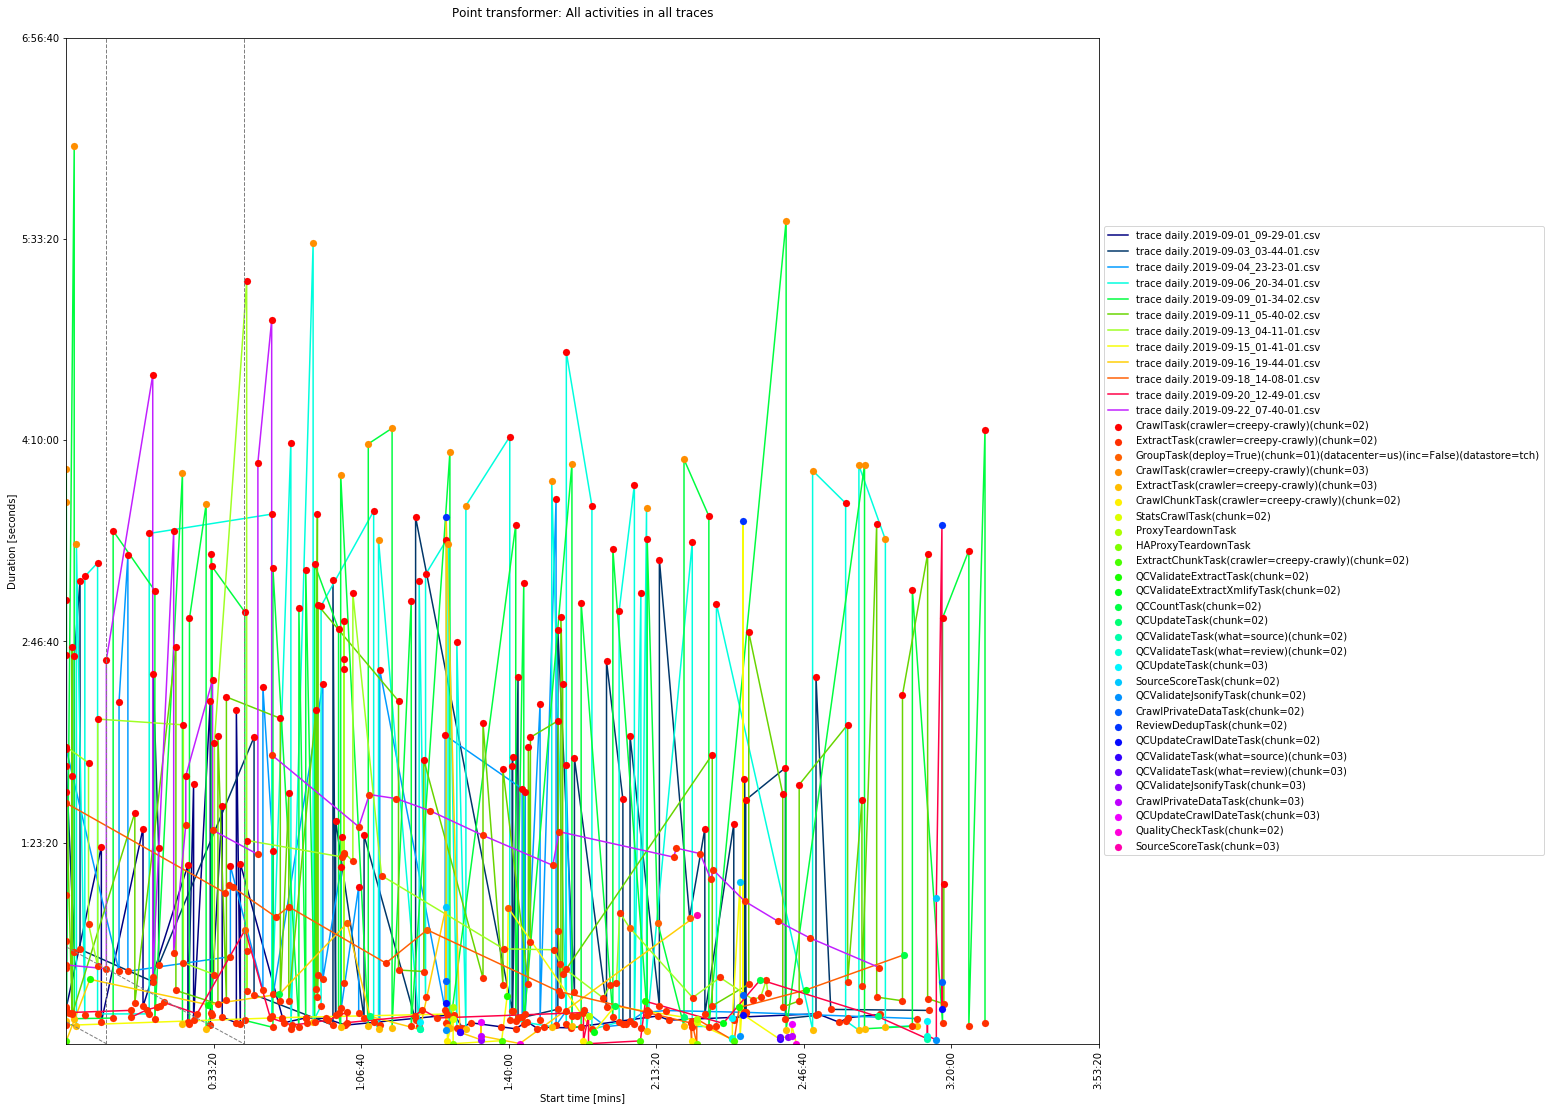 Point transformer: All activities in all traces
6:56:40
5:33:20
4:10:00
2:46:40
1:23:20
Duration [seconds]
0:33:20
1:06:40
1:40:00
2:13:20
2:46:40
3:20:00
3:53:20
Start time [mins]
trace daily.2019-09-01_09-29-01.csv
trace daily.2019-09-03_03-44-01.csv
trace daily.2019-09-04_23-23-01.csv
trace daily.2019-09-06_20-34-01.csv
trace daily.2019-09-09_01-34-02.csv
trace daily.2019-09-11_05-40-02.csv
trace daily.2019-09-13_04-11-01.csv
trace daily.2019-09-15_01-41-01.csv
trace daily.2019-09-16_19-44-01.csv
trace daily.2019-09-18_14-08-01.csv
trace daily.2019-09-20_12-49-01.csv
trace daily.2019-09-22_07-40-01.csv
CrawlTask(crawler=creepy-crawly)(chunk=02)
ExtractTask(crawler=creepy-crawly)(chunk=02)
GroupTask(deploy=True)(chunk=01)(datacenter=us)(inc=False)(datastore=tch)
CrawlTask(crawler=creepy-crawly)(chunk=03)
ExtractTask(crawler=creepy-crawly)(chunk=03)
CrawlChunkTask(crawler=creepy-crawly)(chunk=02)
StatsCrawlTask(chunk=02)
ProxyTeardownTask
HAProxyTeardownTask
ExtractChunkTask(crawler=creepy-crawly)(chunk=02)
QCValidateExtractTask(chunk=02)
QCValidateExtractXmlifyTask(chunk=02)
QCCountTask(chunk=02)
QCUpdateTask(chunk=02)
QCValidateTask(what=source)(chunk=02)
QCValidateTask(what=review)(chunk=02)
QCUpdateTask(chunk=03)
SourceScoreTask(chunk=02)
QCValidateJsonifyTask(chunk=02)
CrawlPrivateDataTask(chunk=02)
ReviewDedupTask(chunk=02)
QCUpdateCrawlDateTask(chunk=02)
QCValidateTask(what=source)(chunk=03)
QCValidateTask(what=review)(chunk=03)
QCValidateJsonifyTask(chunk=03)
CrawlPrivateDataTask(chunk=03)
QCUpdateCrawlDateTask(chunk=03)
QualityCheckTask(chunk=02)
SourceScoreTask(chunk=03)